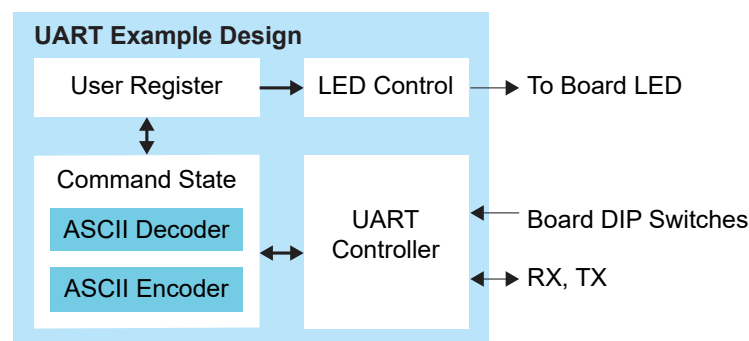 UART Example Design
User Register
LED Control
To Board LED
Command State
ASCII Decoder
ASCII Encoder
UART
Controller
Board DIP Switches
RX, TX